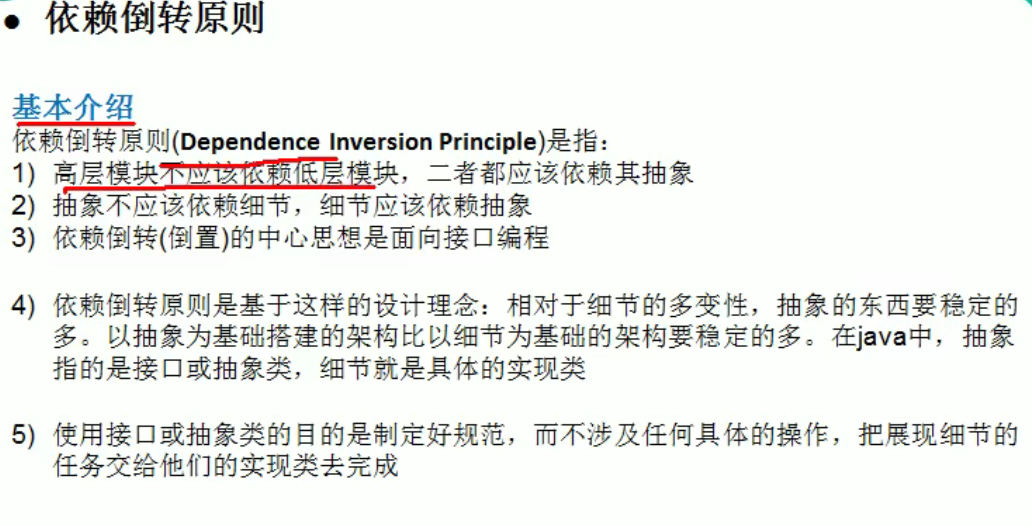 ● 依赖倒转原则
基本介绍
依赖倒转原则(Dependence Inversion Principle)是指：
1) 高层模块不应该依赖低层模块，二者都应该依赖其抽象
2) 抽象不应该依赖细节，细节应该依赖抽象
3) 依赖倒转(倒置)的中心思想是面向接口编程
4) 依赖倒转原则是基于这样的设计理念：相对于细节的多变性，抽象的东西要稳定的
多。以抽象为基础搭建的架构比以细节为基础的架构要稳定的多。在java中，抽象
指的是接口或抽象类，细节就是具体的实现类
5) 使用接口或抽象类的目的是制定好规范，而不涉及任何具体的操作，把展现细节的
任务交给他们的实现类去完成